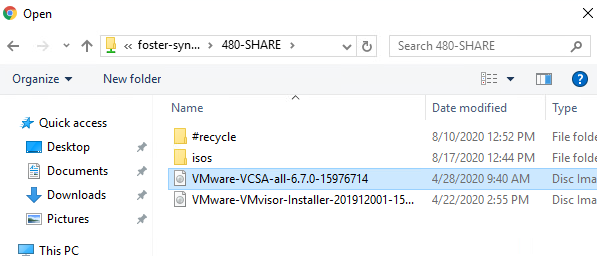 Open
« foster-syn... > 480-SHARE >
Search 480-SHARE
Organize New folder
Name Date modified Type
Quick access
Desktop
Documents
Downloads
Pictures
This PC
#recycle 8/10/2020 12:52 PM File folde
isos 8/17/2020 12:44 PM File folde
VMware-VCSA-all-6.7.0-15976714 4/28/2020 9:40 AM Disc Ima
VMware-VMvisor-Installer-201912001-15... 4/22/2020 2:55 PM Disc Ima